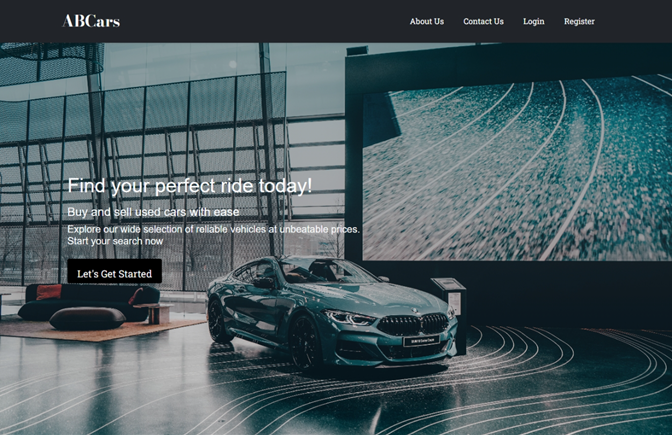 ABCars
About Us
Contact Us
Login
Register
Find your perfect ride today!
Buy and sell used cars with ease
Explore our wide selection of reliable vehicles at unbeatable prices.
Start your search now
Let's Get Started